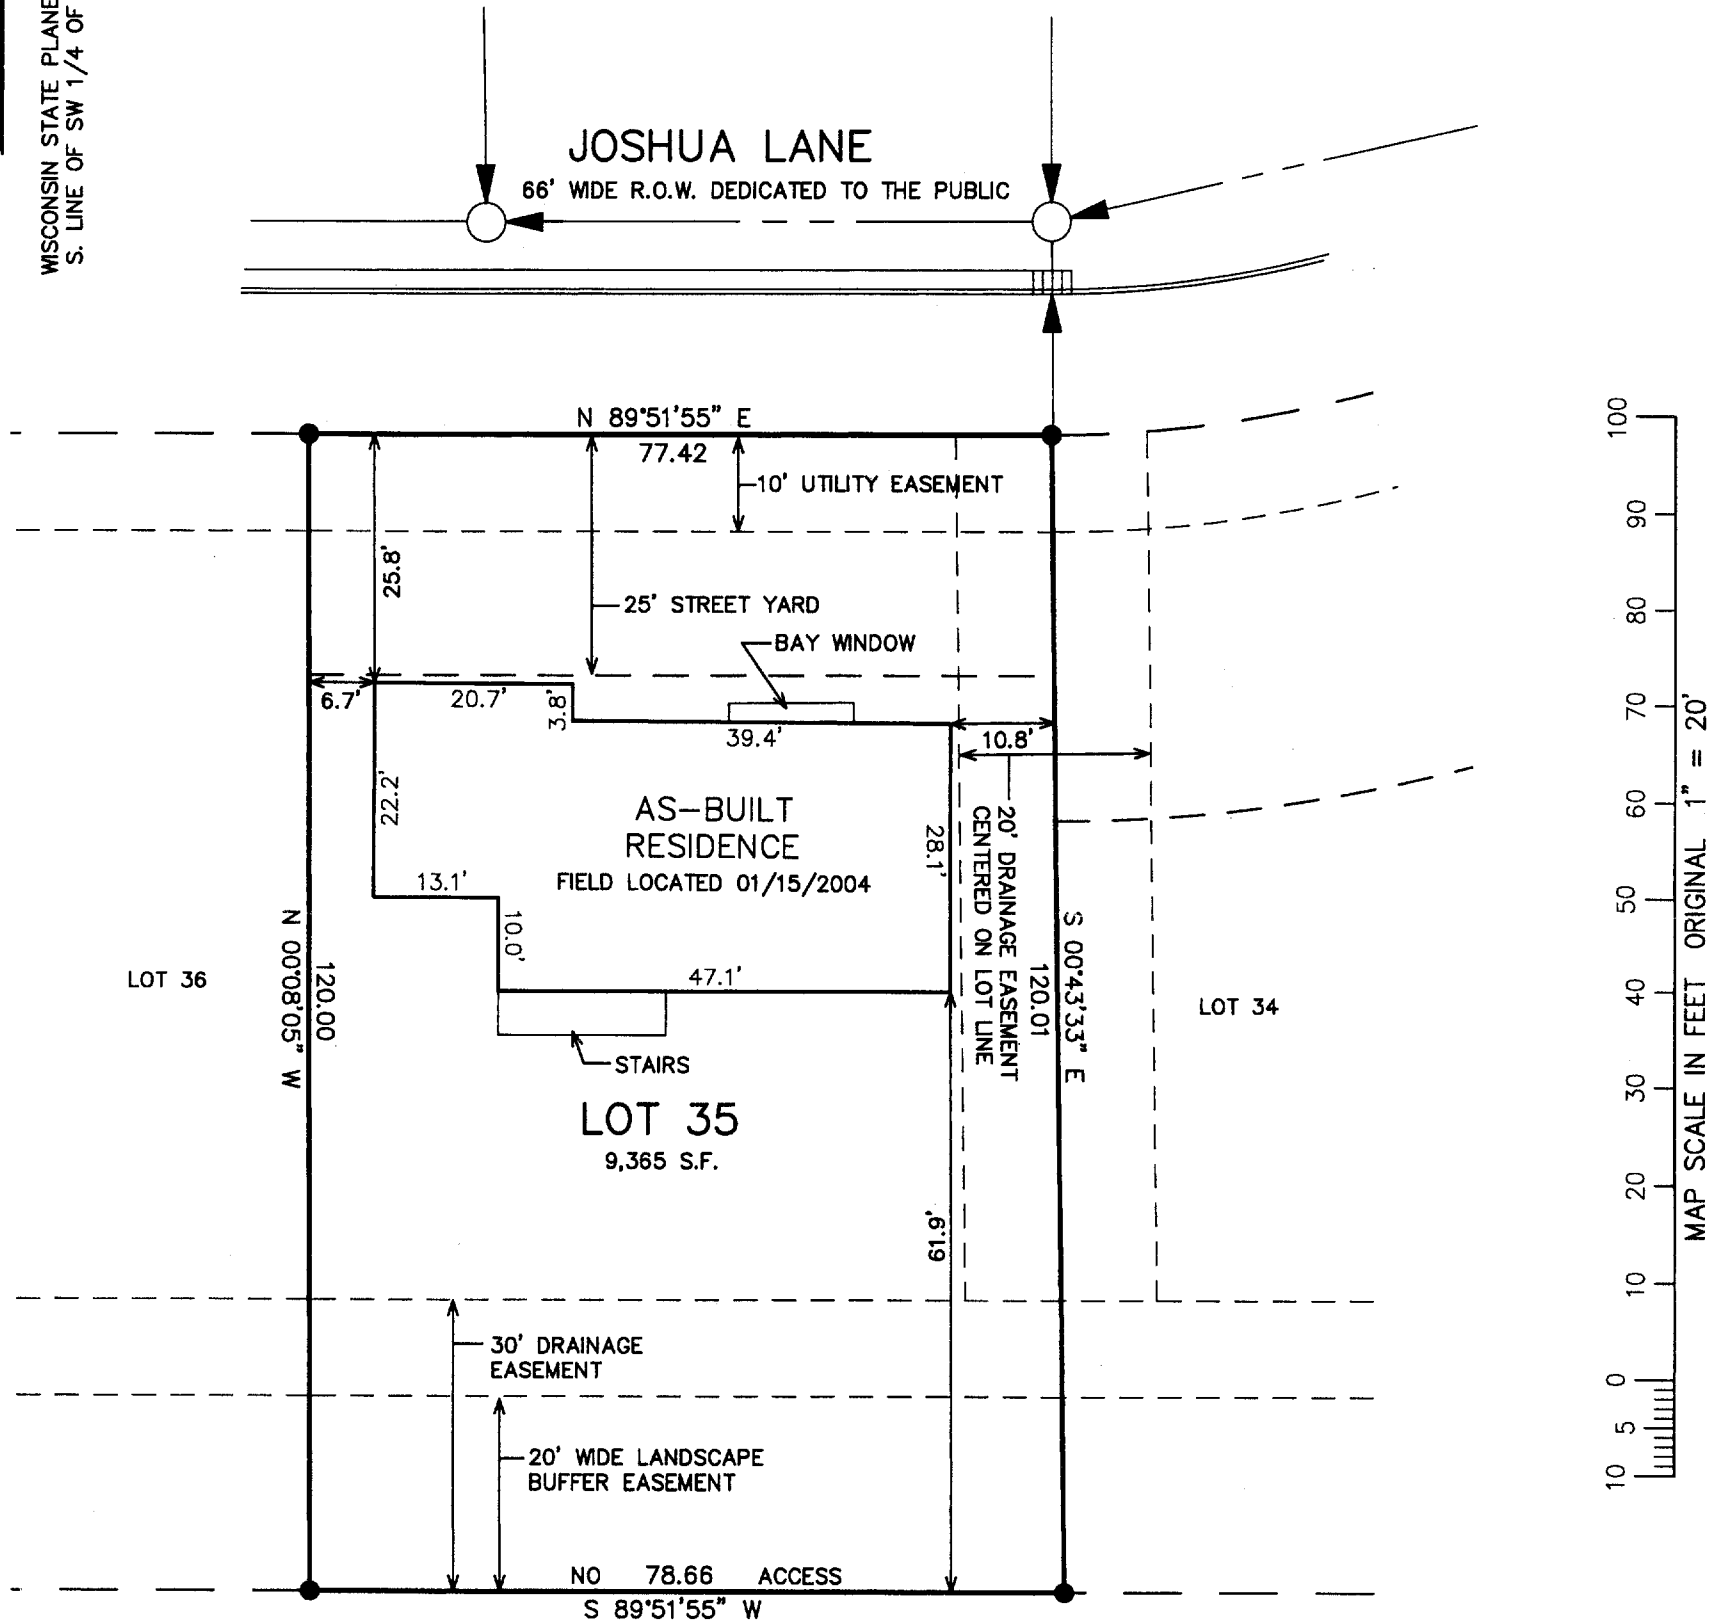 WISCONSIN STATE PLANE
S. LINE OF SW 1/4 OF
JOSHUA LANE
66' WIDE R.O.W. DEDICATED TO THE PUBLIC
N 89°51'55" E
77.42
10' UTILITY EASEMENT
25.8'
25' STREET YARD
BAY WINDOW
6.7'
20.7'
3.8'
39.4'
10.8'
22.2'
AS-BUILT
RESIDENCE
FIELD LOCATED 01/15/2004
28.1'
20' DRAINAGE EASEMENT
CENTERED ON LOT LINE
13.1'
10.0'
47.1'
N 00°08'05" W
120.00
S 00°43'33" E
120.01
LOT 36
LOT 34
STAIRS
LOT 35
9,365 S.F.
61.9'
30' DRAINAGE
EASEMENT
20' WIDE LANDSCAPE
BUFFER EASEMENT
NO 78.66 ACCESS
S 89°51'55" W
10 5 0 10 20 30 40 50 60 70 80 90 100
MAP SCALE IN FEET ORIGINAL 1" = 20'